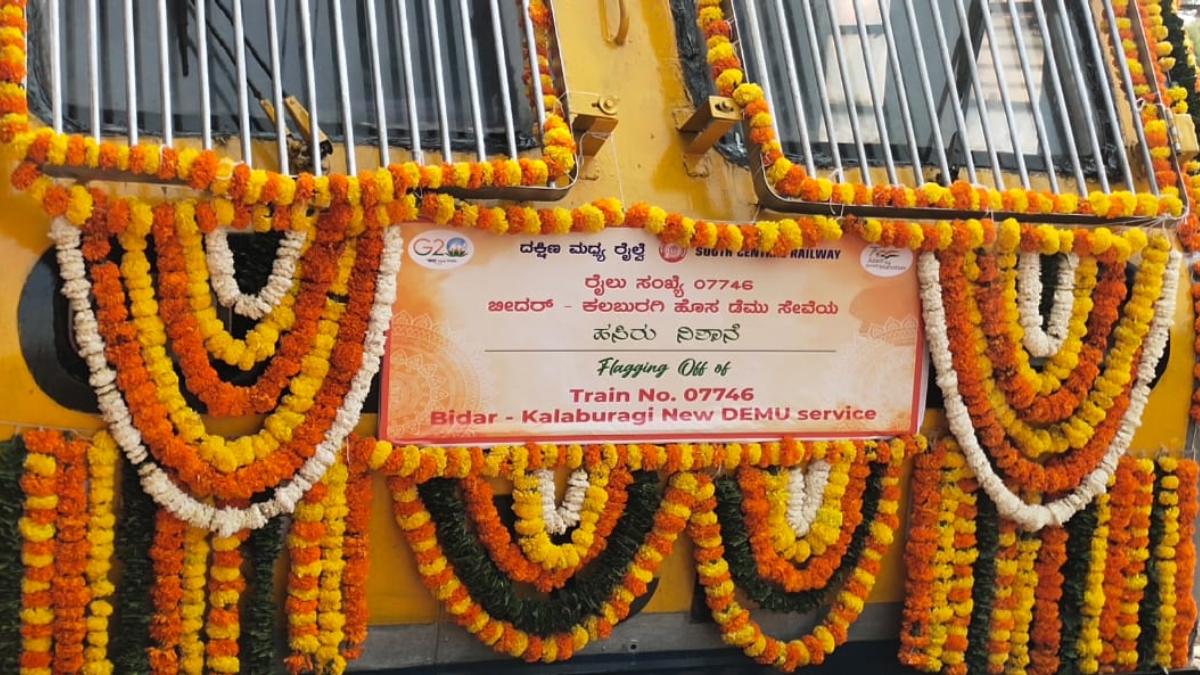 G20
ದಕ್ಷಿಣ ಮಧ್ಯ ರೈಲ್ವೆ SOUTH CENTRAL RAILWAY
ರೈಲು ಸಂಖ್ಯೆ 07746
ಬೀದರ್ - ಕಲಬುರಗಿ ಹೊಸ ಡೆಮು ಸೇವೆಯ
ಹಸಿರು ನಿಶಾನೆ
Flagging Off of
Train No. 07746
Bidar - Kalaburagi New DEMU service